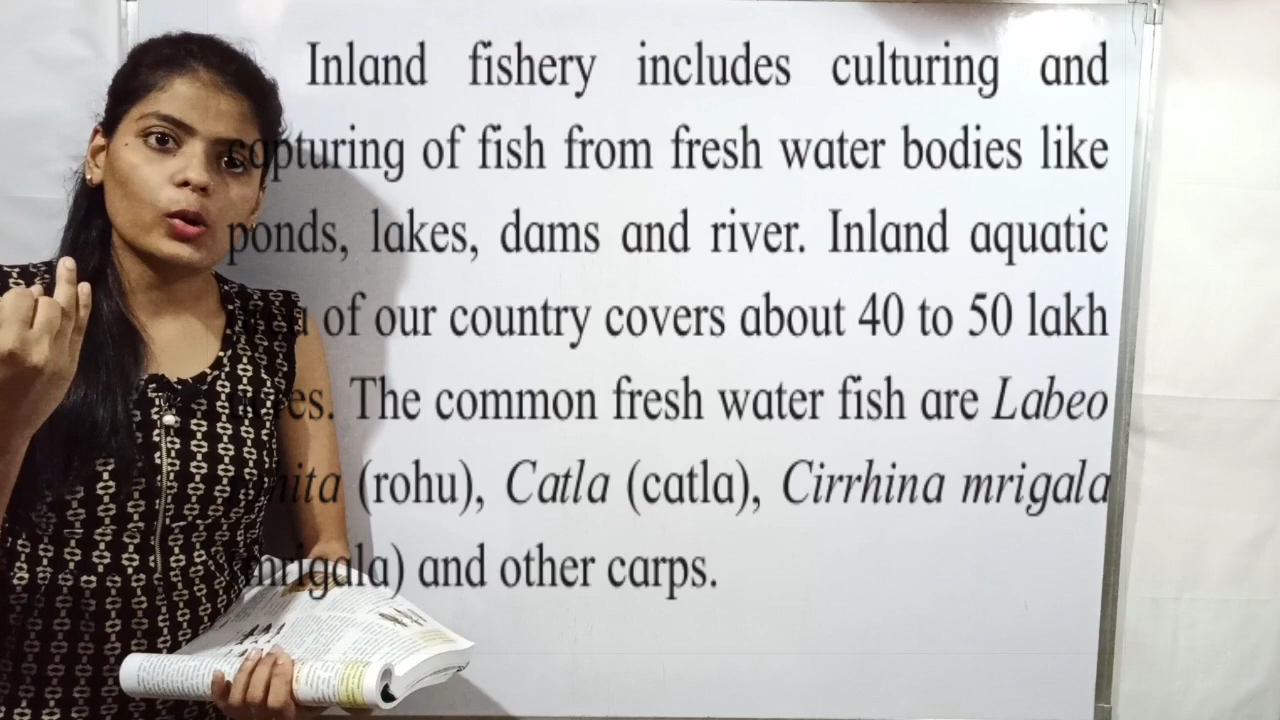 Inland fishery includes culturing and
capturing of fish from fresh water bodies like
ponds, lakes, dams and river. Inland aquatic
of our country covers about 40 to 50 lakh
The common fresh water fish are Labeo
(rohu), Catla (catla), Cirrhina mrigala
(mrigala) and other carps.